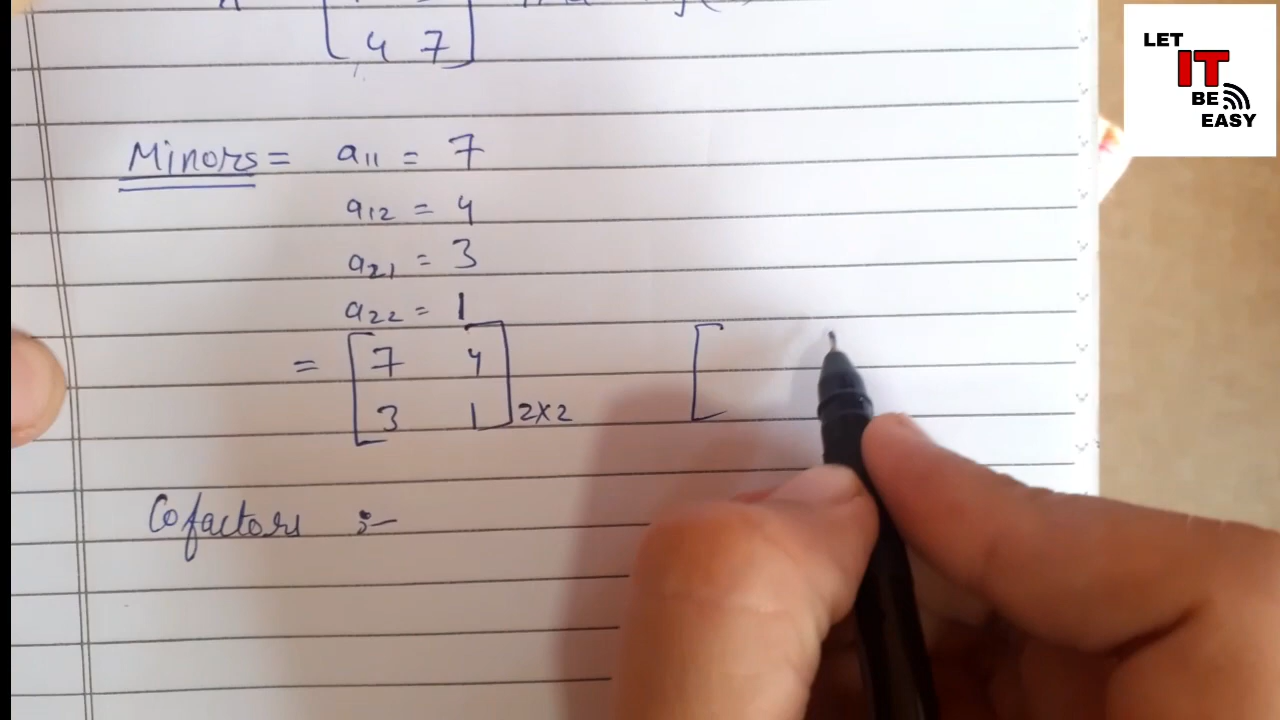 4 7
Minors = a11 = 7
a12 = 4
a21 = 3
a22 = 1
= [ 7 4
3 1 ] 2x2
[
Cofactors :-
LET
IT
BE
EASY